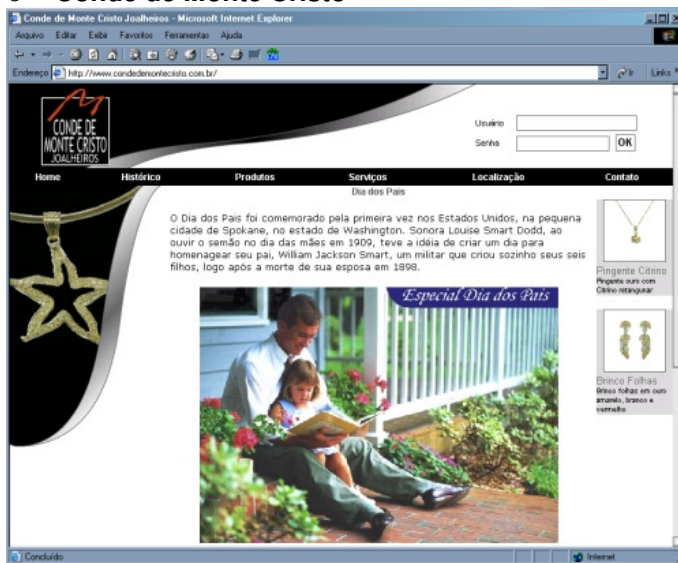 Conde de Monte Cristo
Conde de Monte Cristo Joalheiros - Microsoft Internet Explorer
Arquivo Editar Exibir Favoritos Ferramentas Ajuda
Endereço http://www.condedemontecristo.com.br/ Ir Links
CONDE DE
MONTE CRISTO
JOALHEIROS
Usuário
Senha OK
Home Histórico Produtos Serviços Localização Contato
Dia dos Pais
O Dia dos Pais foi comemorado pela primeira vez nos Estados Unidos, na pequena
cidade de Spokane, no estado de Washington. Sonora Louise Smart Dodd, ao
ouvir o semão no dia das mães em 1909, teve a idéia de criar um dia para
homenagear seu pai, William Jackson Smart, um militar que criou sozinho seus seis
filhos, logo após a morte de sua esposa em 1898.
Especial Dia dos Pais
Pingente Citrino
Pingente ouro com
Citrino retangunar
Brinco Folhas
Brinco folhas em ouro
amarelo, branco e
vermelho
Concluído Internet